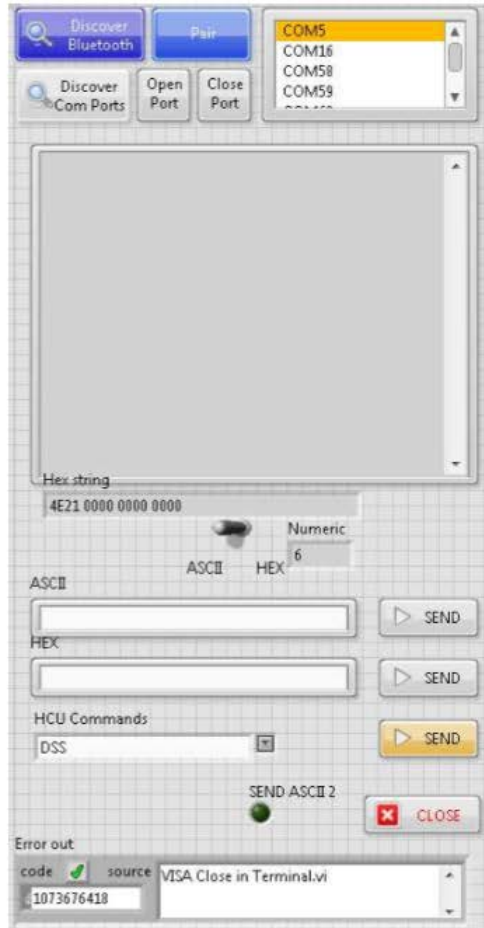 Discover
Bluetooth
Pair
COM5
COM16
COM58
COM59
Discover
Com Ports
Open
Port
Close
Port
Hex string
4E21 0000 0000 0000
Numeric
6
ASCII HEX
ASCII
SEND
HEX
SEND
HCU Commands
DSS
SEND
SEND ASCII 2
CLOSE
Error out
code source
1073676418
VISA Close in Terminal.vi